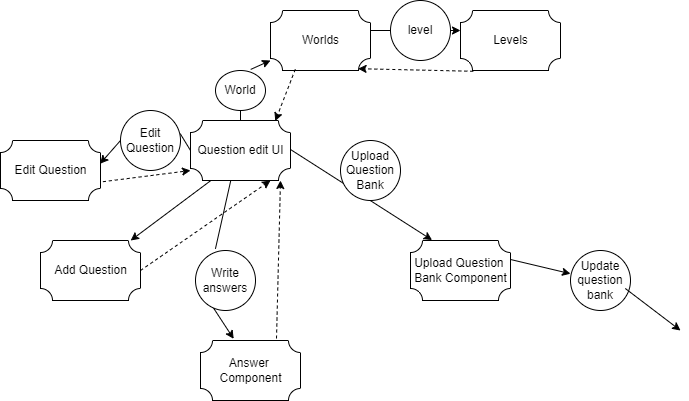 level
Worlds
Levels
World
Edit
Question
Question edit UI
Upload
Question
Bank
Edit Question
Add Question
Write
answers
Upload Question
Bank Component
Update
question
bank
Answer
Component